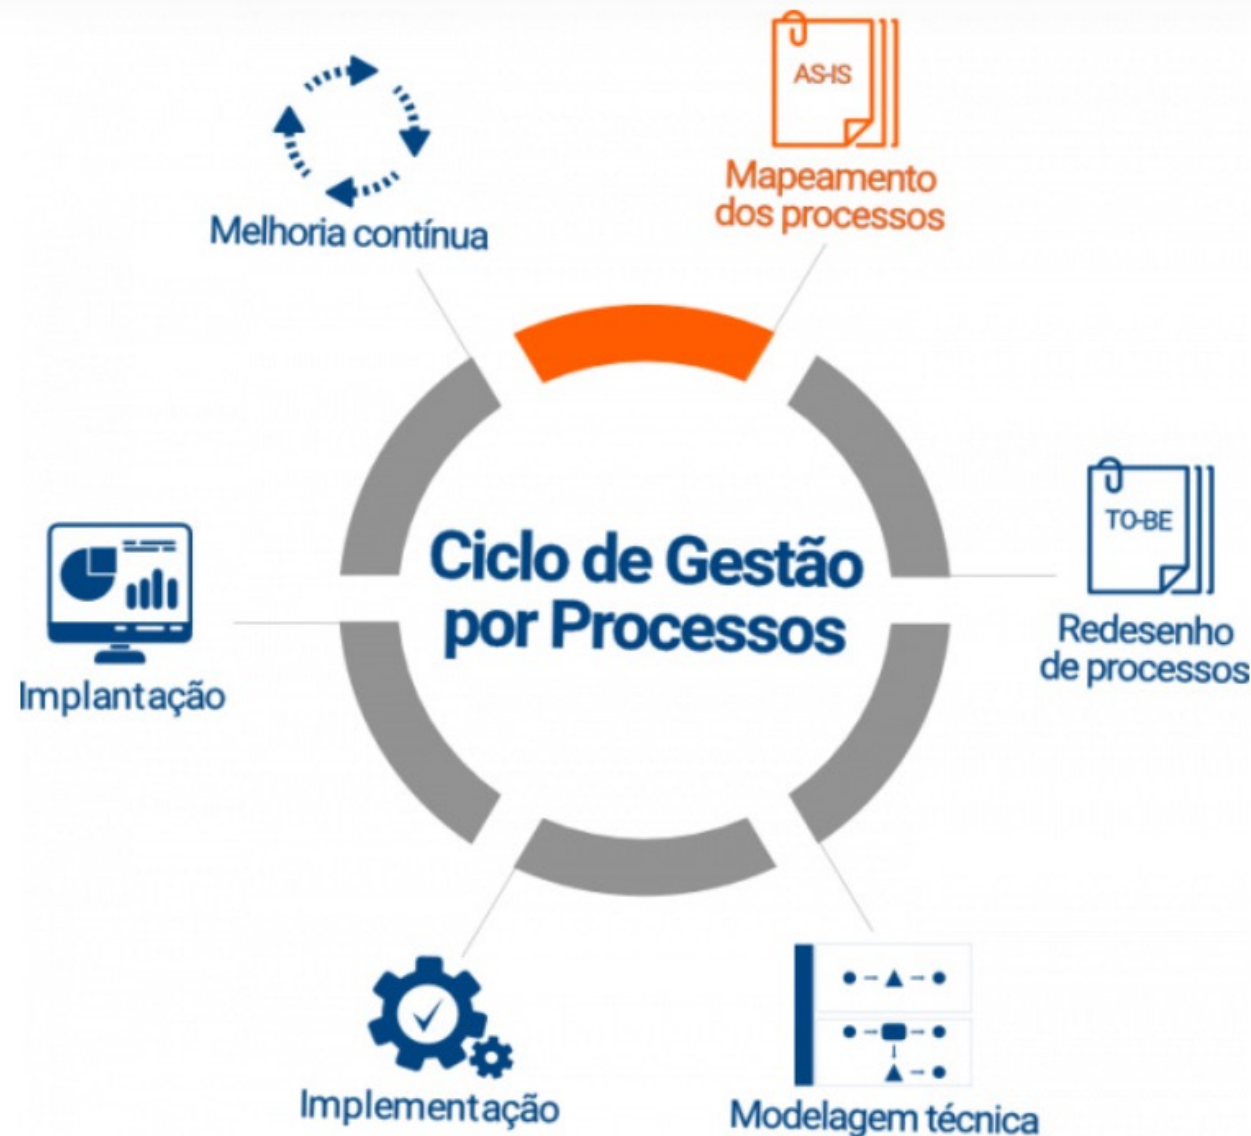 AS-IS
Mapeamento
dos processos
Melhoria contínua
TO-BE
Redesenho
de processos
Ciclo de Gestão
por Processos
Implantação
Modelagem técnica
Implementação